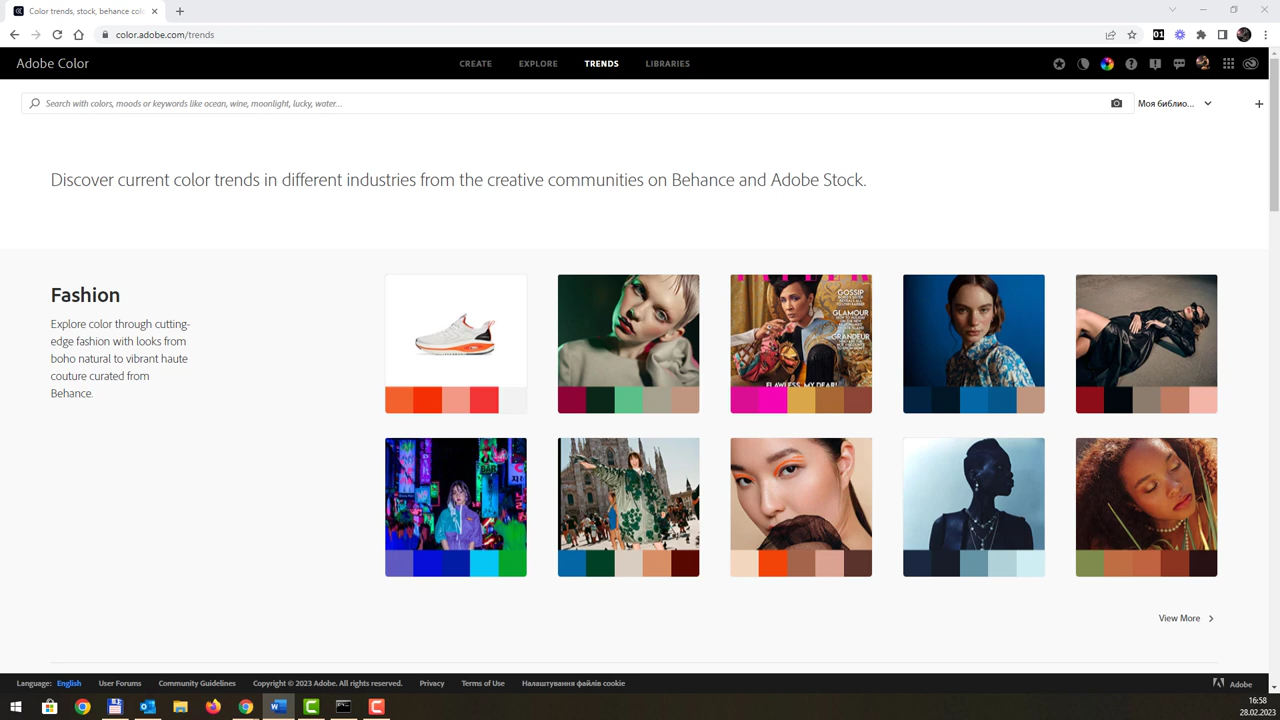 Color trends, stock, behance colo
color.adobe.com/trends
01
Adobe Color
CREATE
EXPLORE
TRENDS
LIBRARIES
Search with colors, moods or keywords like ocean, wine, moonlight, lucky, water...
Моя библио...
Discover current color trends in different industries from the creative communities on Behance and Adobe Stock.
Fashion
Explore color through cutting-
edge fashion with looks from
boho natural to vibrant haute
couture curated from
Behance.
GOSSIP
GLAMOUR
GRANDEUR
FLAWLESS, MY DEAR!
View More
Language: English
User Forums
Community Guidelines
Copyright © 2023 Adobe. All rights reserved.
Privacy
Terms of Use
Налаштування файлів cookie
Adobe
16:58
28.02.2023